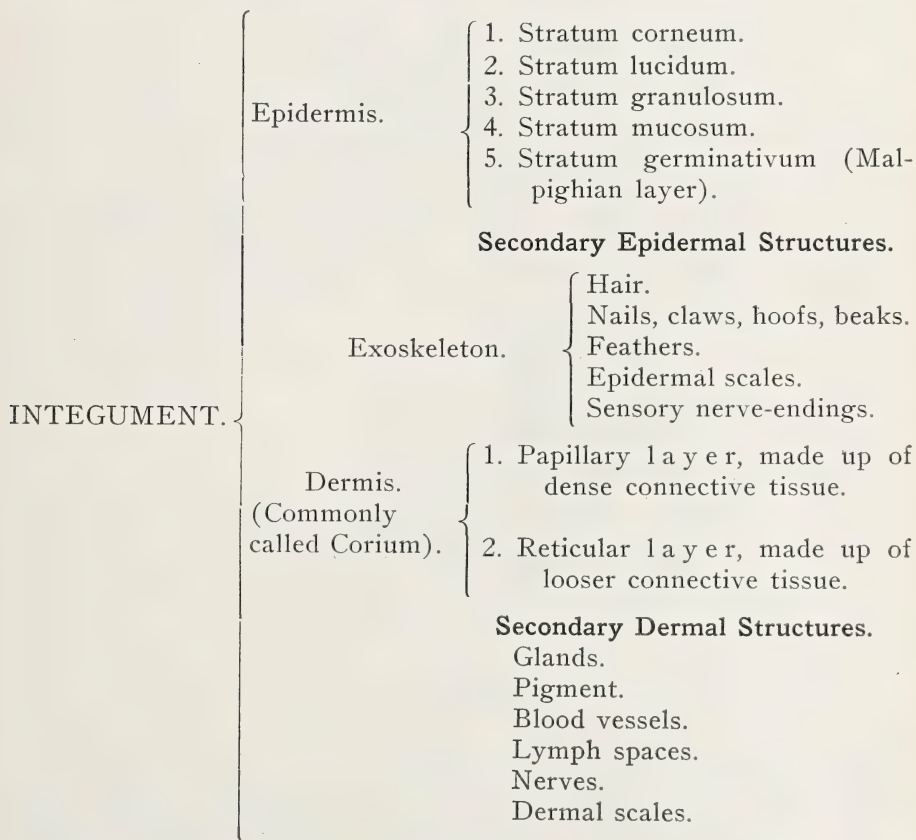 1. Stratum corneum.
2. Stratum lucidum.
Epidermis.
3. Stratum granulosum.
4. Stratum mucosum.
5. Stratum germinativum (Mal-
pighian layer).
Secondary Epidermal Structures.
Hair.
Nails, claws, hoofs, beaks.
Exoskeleton.
Feathers.
Epidermal scales.
Sensory nerve-endings.
INTEGUMENT.
Dermis.
(Commonly
called Corium).
1. Papillary layer, made up of
dense connective tissue.
2. Reticular layer, made up of
looser connective tissue.
Secondary Dermal Structures.
Glands.
Pigment.
Blood vessels.
Lymph spaces.
Nerves.
Dermal scales.